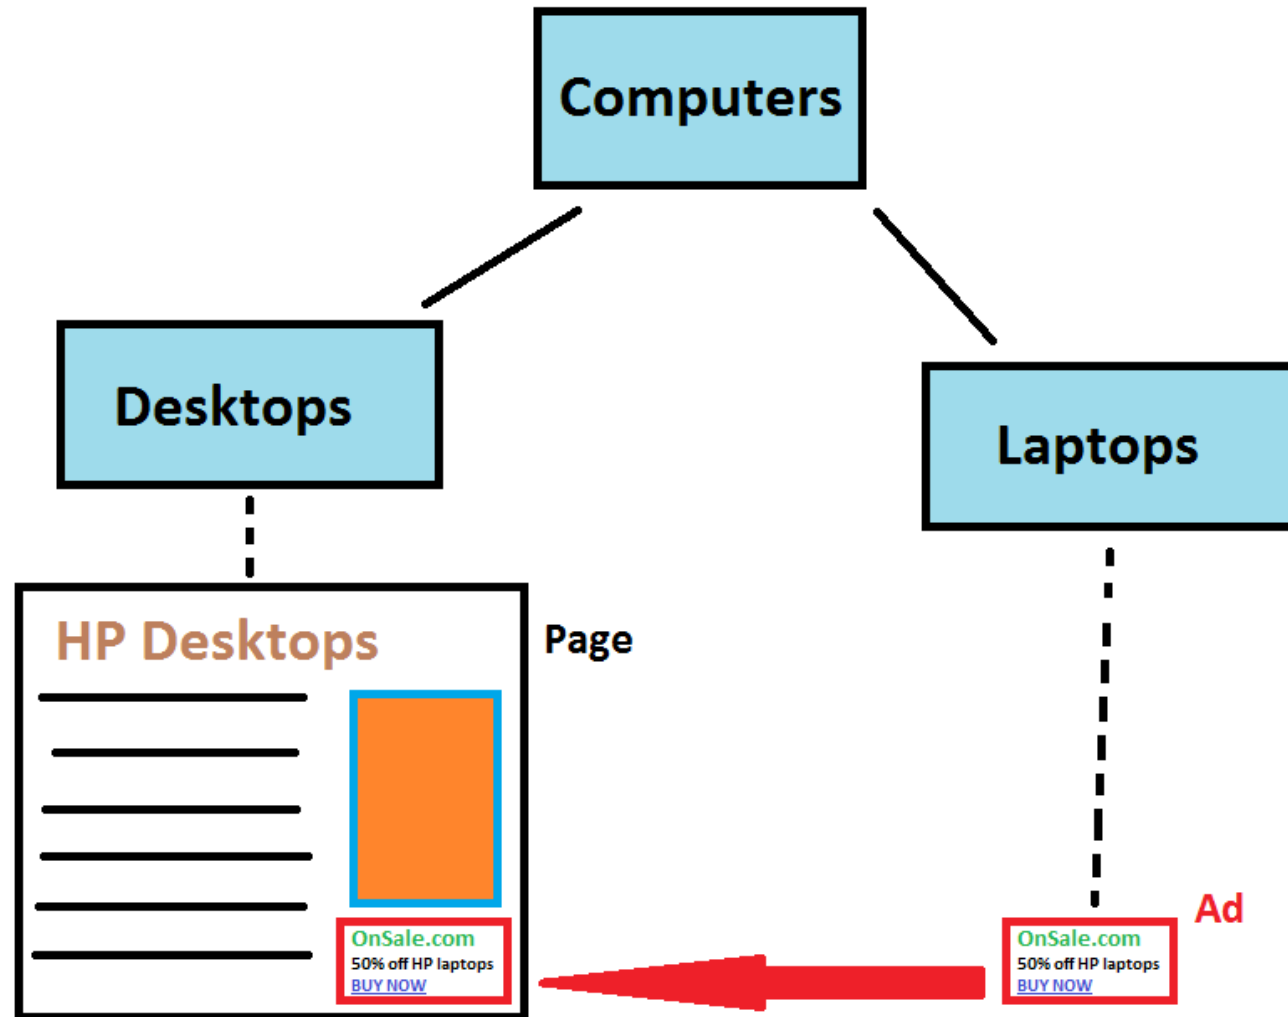 Computers
Desktops
Laptops
HP Desktops
Page
Ad
OnSale.com
50% off HP laptops
BUY NOW
OnSale.com
50% off HP laptops
BUY NOW